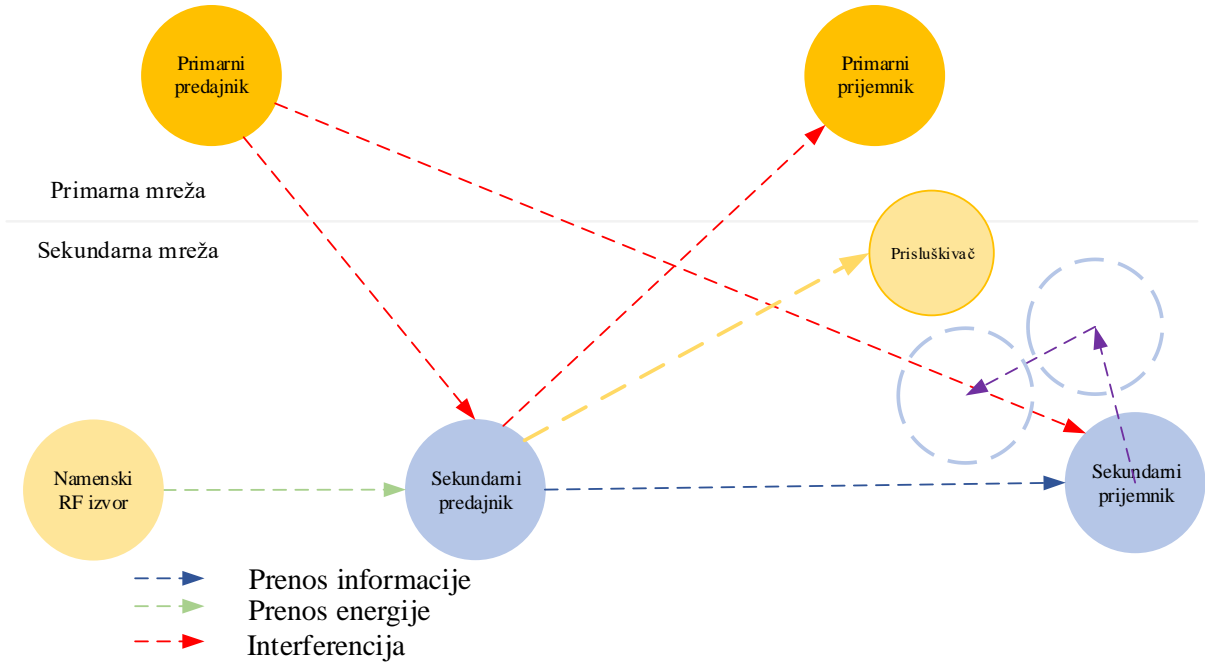 Primarni
predajnik
Primarni
prijemnik
Primarna mreža
Sekundarna mreža
Prisluškivač
Namenski
RF izvor
Sekundarni
predajnik
Sekundarni
prijemnik
Prenos informacije
Prenos energije
Interferencija